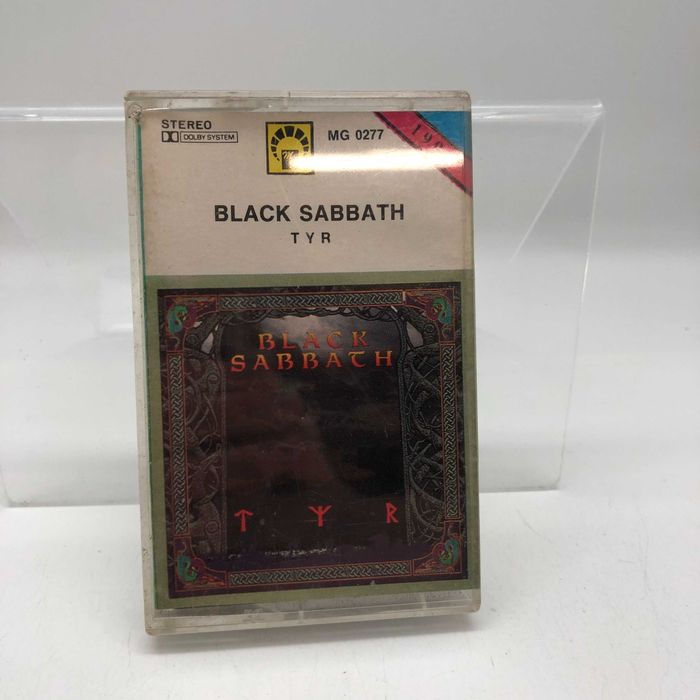 STEREO
DOLBY SYSTEM
MG 0277
BLACK SABBATH
TYR
BLACK
SABBATH
ᛏ ᛉ ᚱ